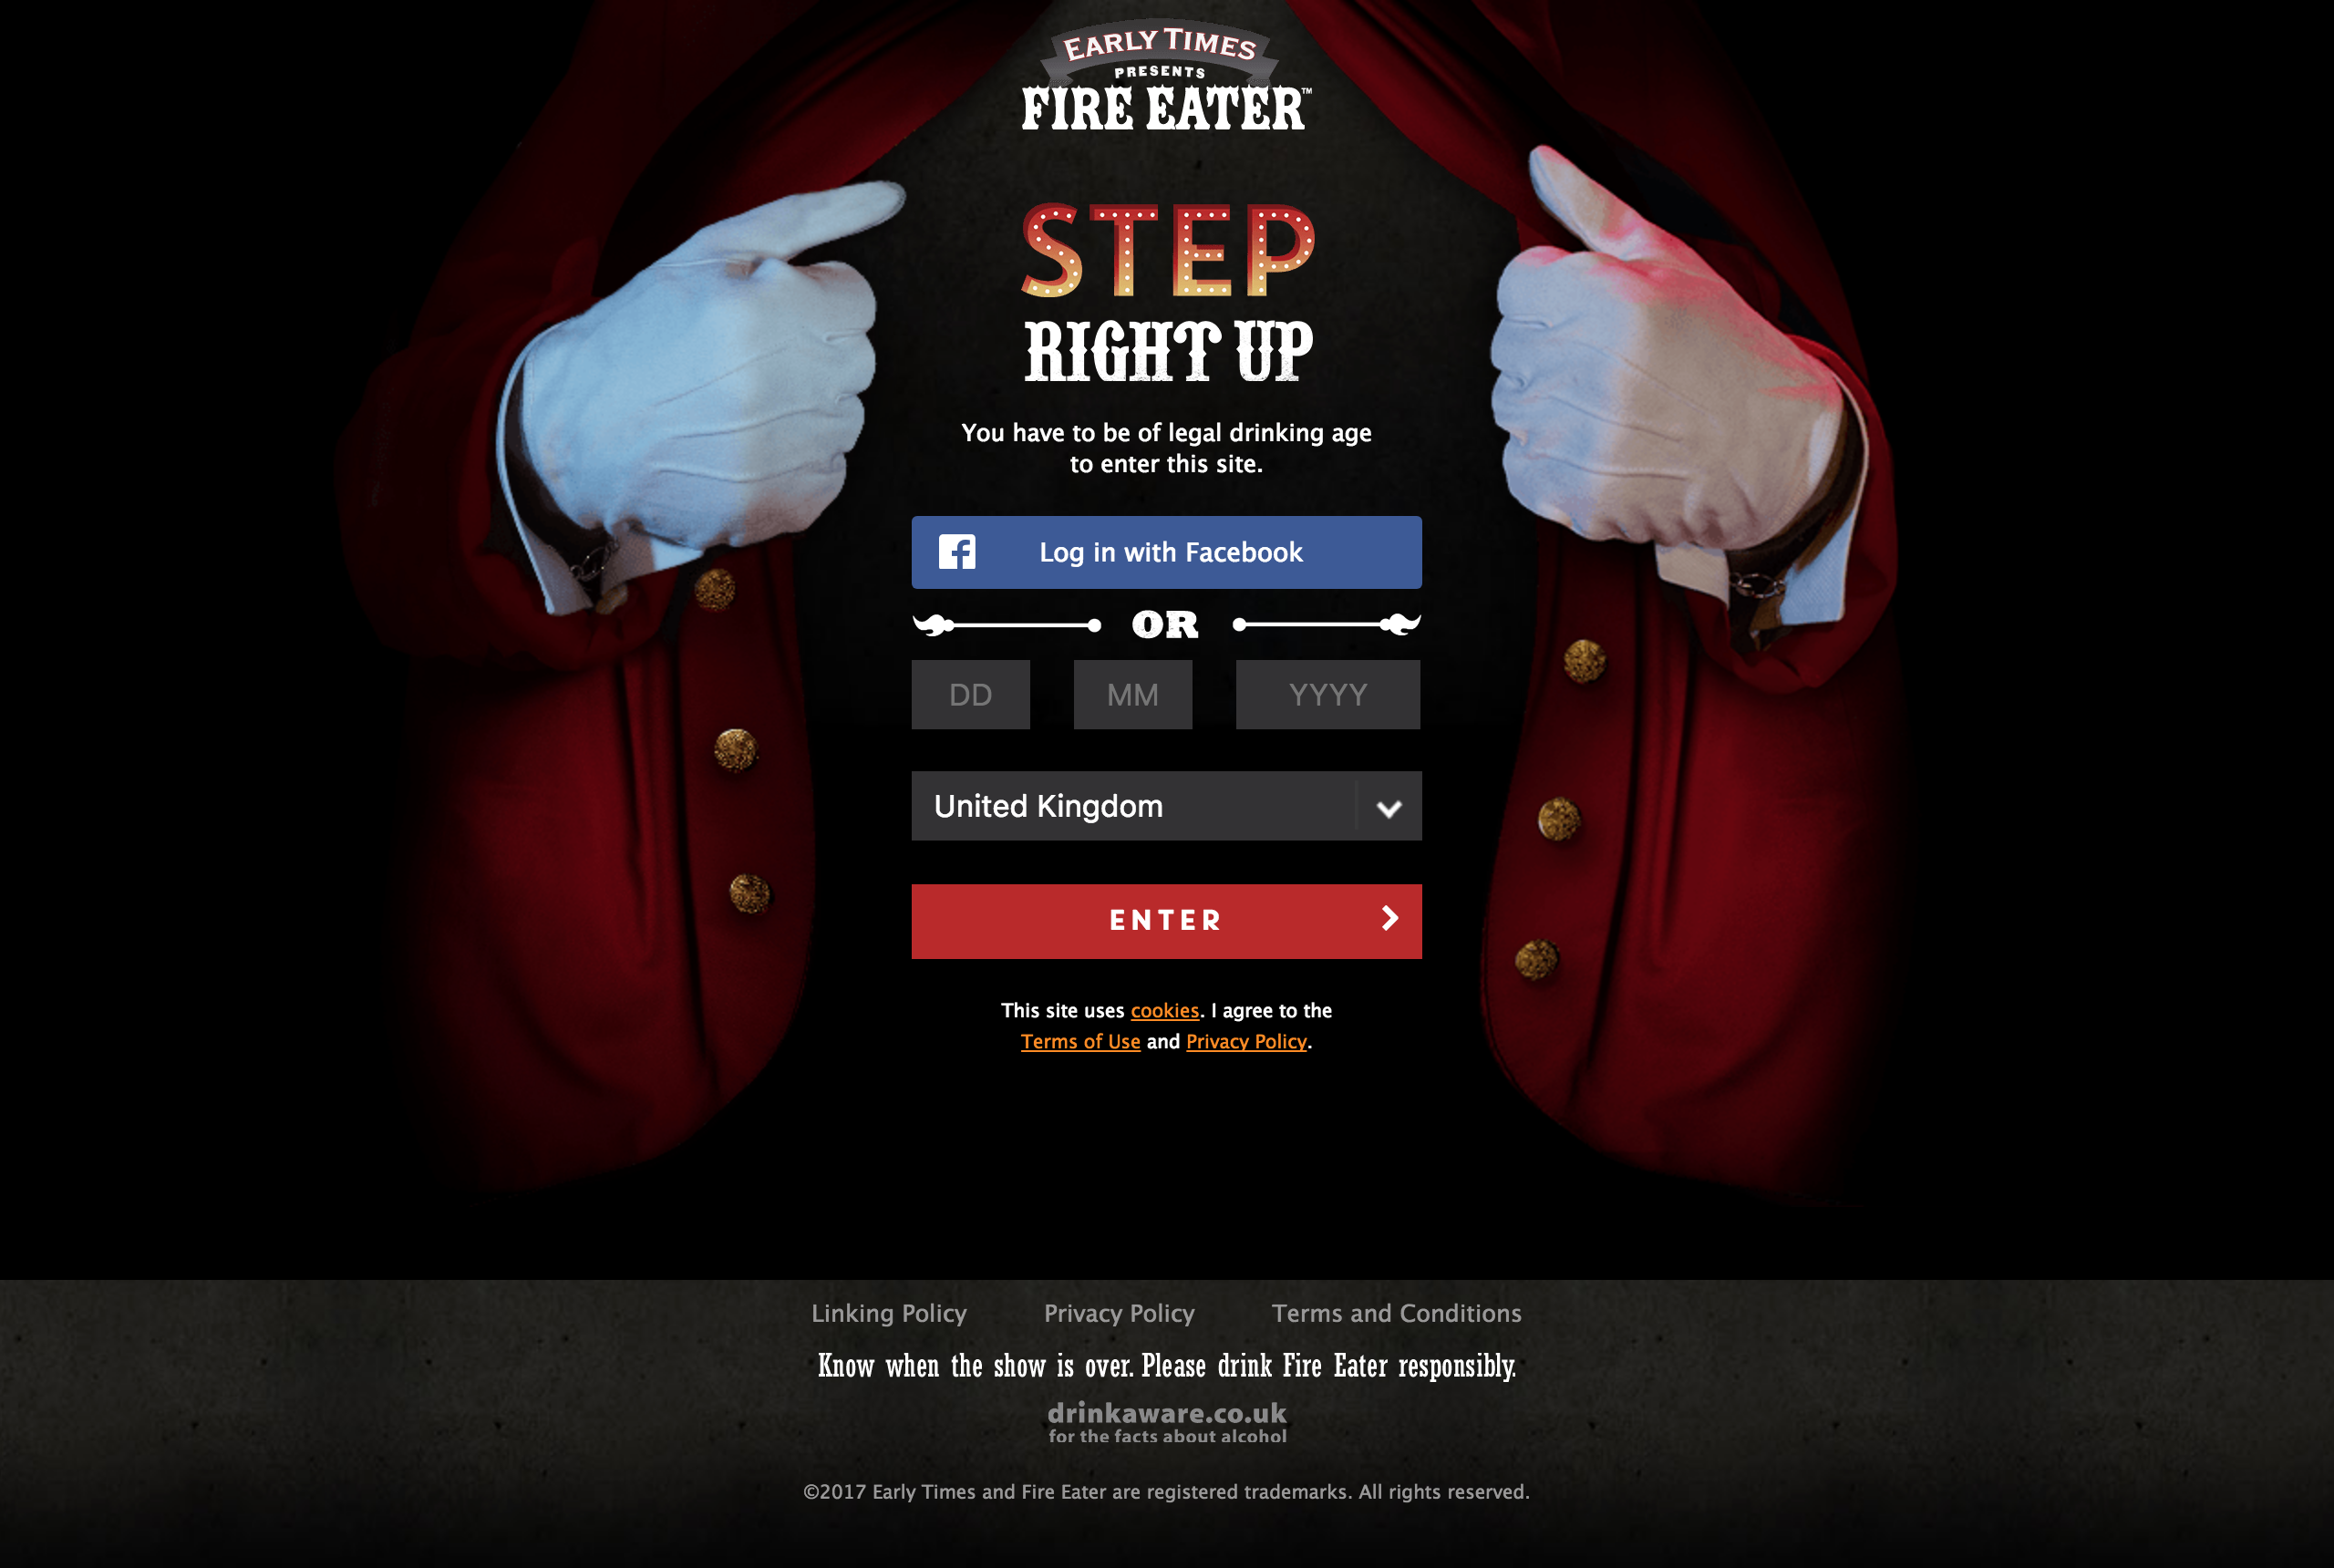 EARLY TIMES
PRESENTS
FIRE EATER™
STEP
RIGHT UP
You have to be of legal drinking age
to enter this site.
Log in with Facebook
OR
DD MM YYYY
United Kingdom
ENTER
This site uses cookies. I agree to the
Terms of Use and Privacy Policy.
Linking Policy Privacy Policy Terms and Conditions
Know when the show is over. Please drink Fire Eater responsibly.
drinkaware.co.uk
for the facts about alcohol
©2017 Early Times and Fire Eater are registered trademarks. All rights reserved.